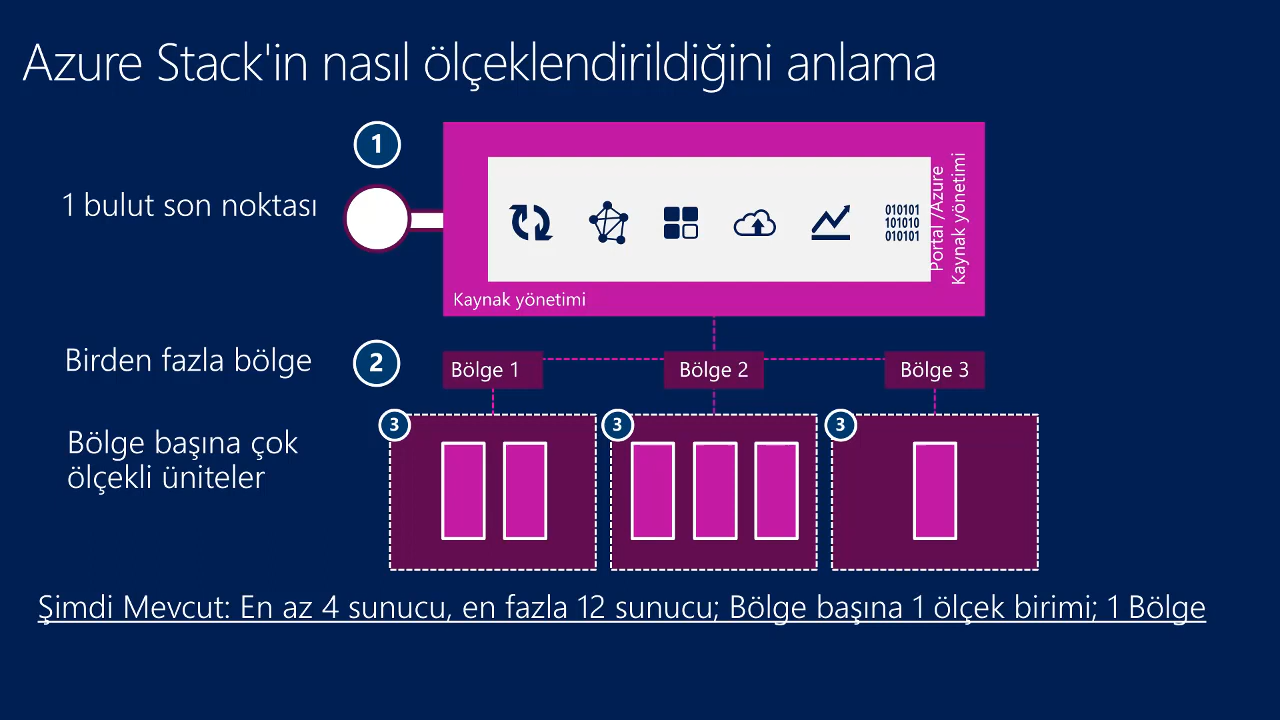 Azure Stack'in nasıl ölçeklendirildiğini anlama
1
1 bulut son noktası
010101
101010
010101
Portal /Azure
Kaynak yönetimi
Kaynak yönetimi
Birden fazla bölge
2
Bölge 1
Bölge 2
Bölge 3
3
3
3
Bölge başına çok
ölçekli üniteler
Şimdi Mevcut: En az 4 sunucu, en fazla 12 sunucu; Bölge başına 1 ölçek birimi; 1 Bölge